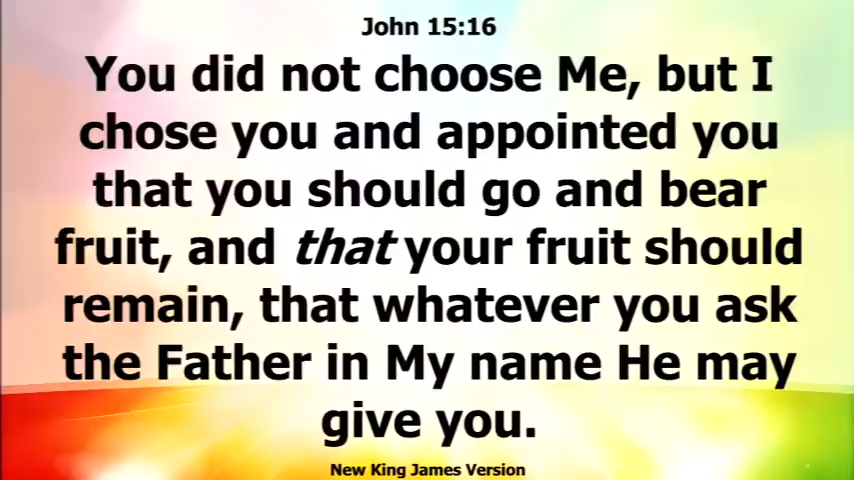 John 15:16
You did not choose Me, but I
chose you and appointed you
that you should go and bear
fruit, and that your fruit should
remain, that whatever you ask
the Father in My name He may
give you.
New King James Version